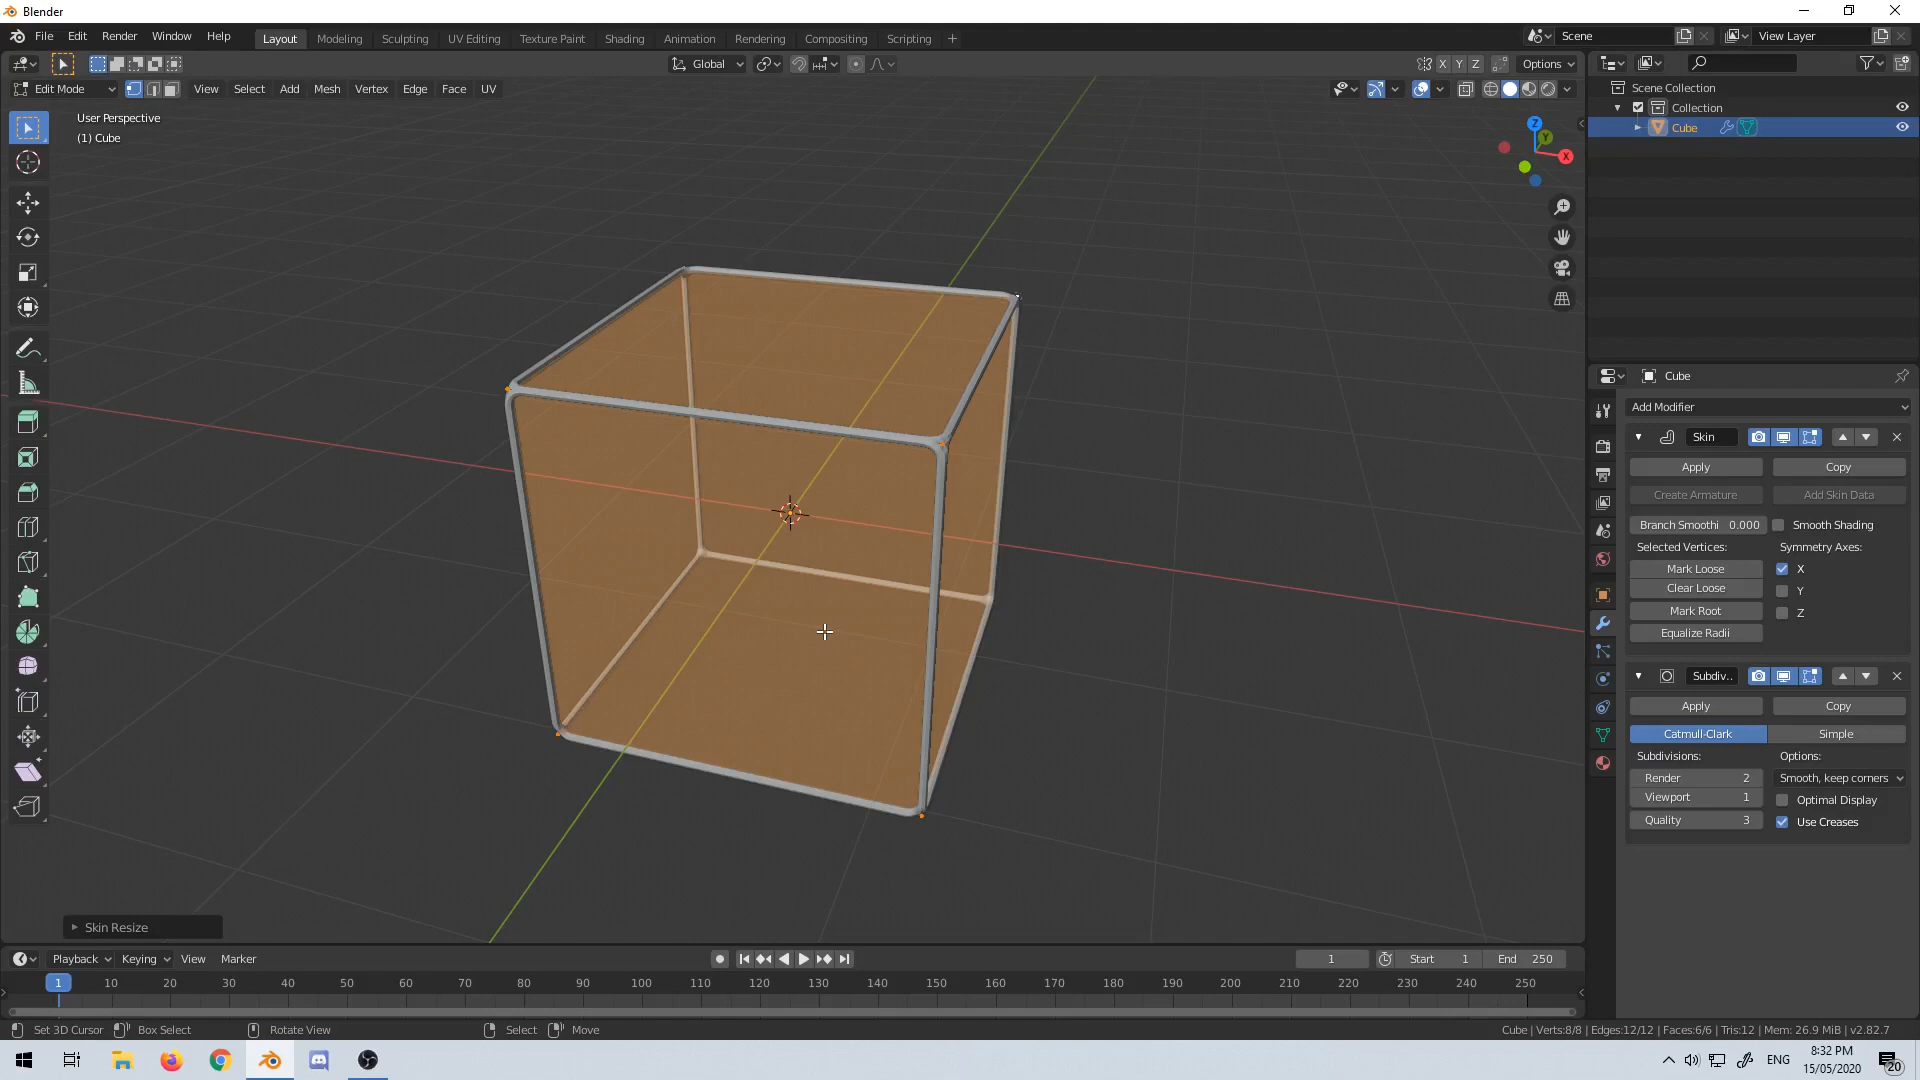 Blender
File Edit Render Window Help
Layout Modeling Sculpting UV Editing Texture Paint Shading Animation Rendering Compositing Scripting +
Scene
View Layer
Global
X Y Z
Options
Edit Mode
View Select Add Mesh Vertex Edge Face UV
User Perspective
(1) Cube
Z
Y
X
Scene Collection
Collection
Cube
Cube
Add Modifier
Skin
Apply
Copy
Create Armature
Add Skin Data
Branch Smoothi 0.000
Smooth Shading
Selected Vertices:
Symmetry Axes:
Mark Loose
X
Clear Loose
Y
Mark Root
Z
Equalize Radii
Subdiv..
Apply
Copy
Catmull-Clark
Simple
Subdivisions:
Options:
Render 2
Smooth, keep corners
Viewport 1
Optimal Display
Quality 3
Use Creases
Skin Resize
Playback Keying View Marker
1
Start 1
End 250
1 10 20 30 40 50 60 70 80 90 100 110 120 130 140 150 160 170 180 190 200 210 220 230 240 250
Set 3D Cursor
Box Select
Rotate View
Select
Move
Cube | Verts:8/8 | Edges:12/12 | Faces:6/6 | Tris:12 | Mem: 26.9 MiB | v2.82.7
ENG
8:32 PM
15/05/2020
20